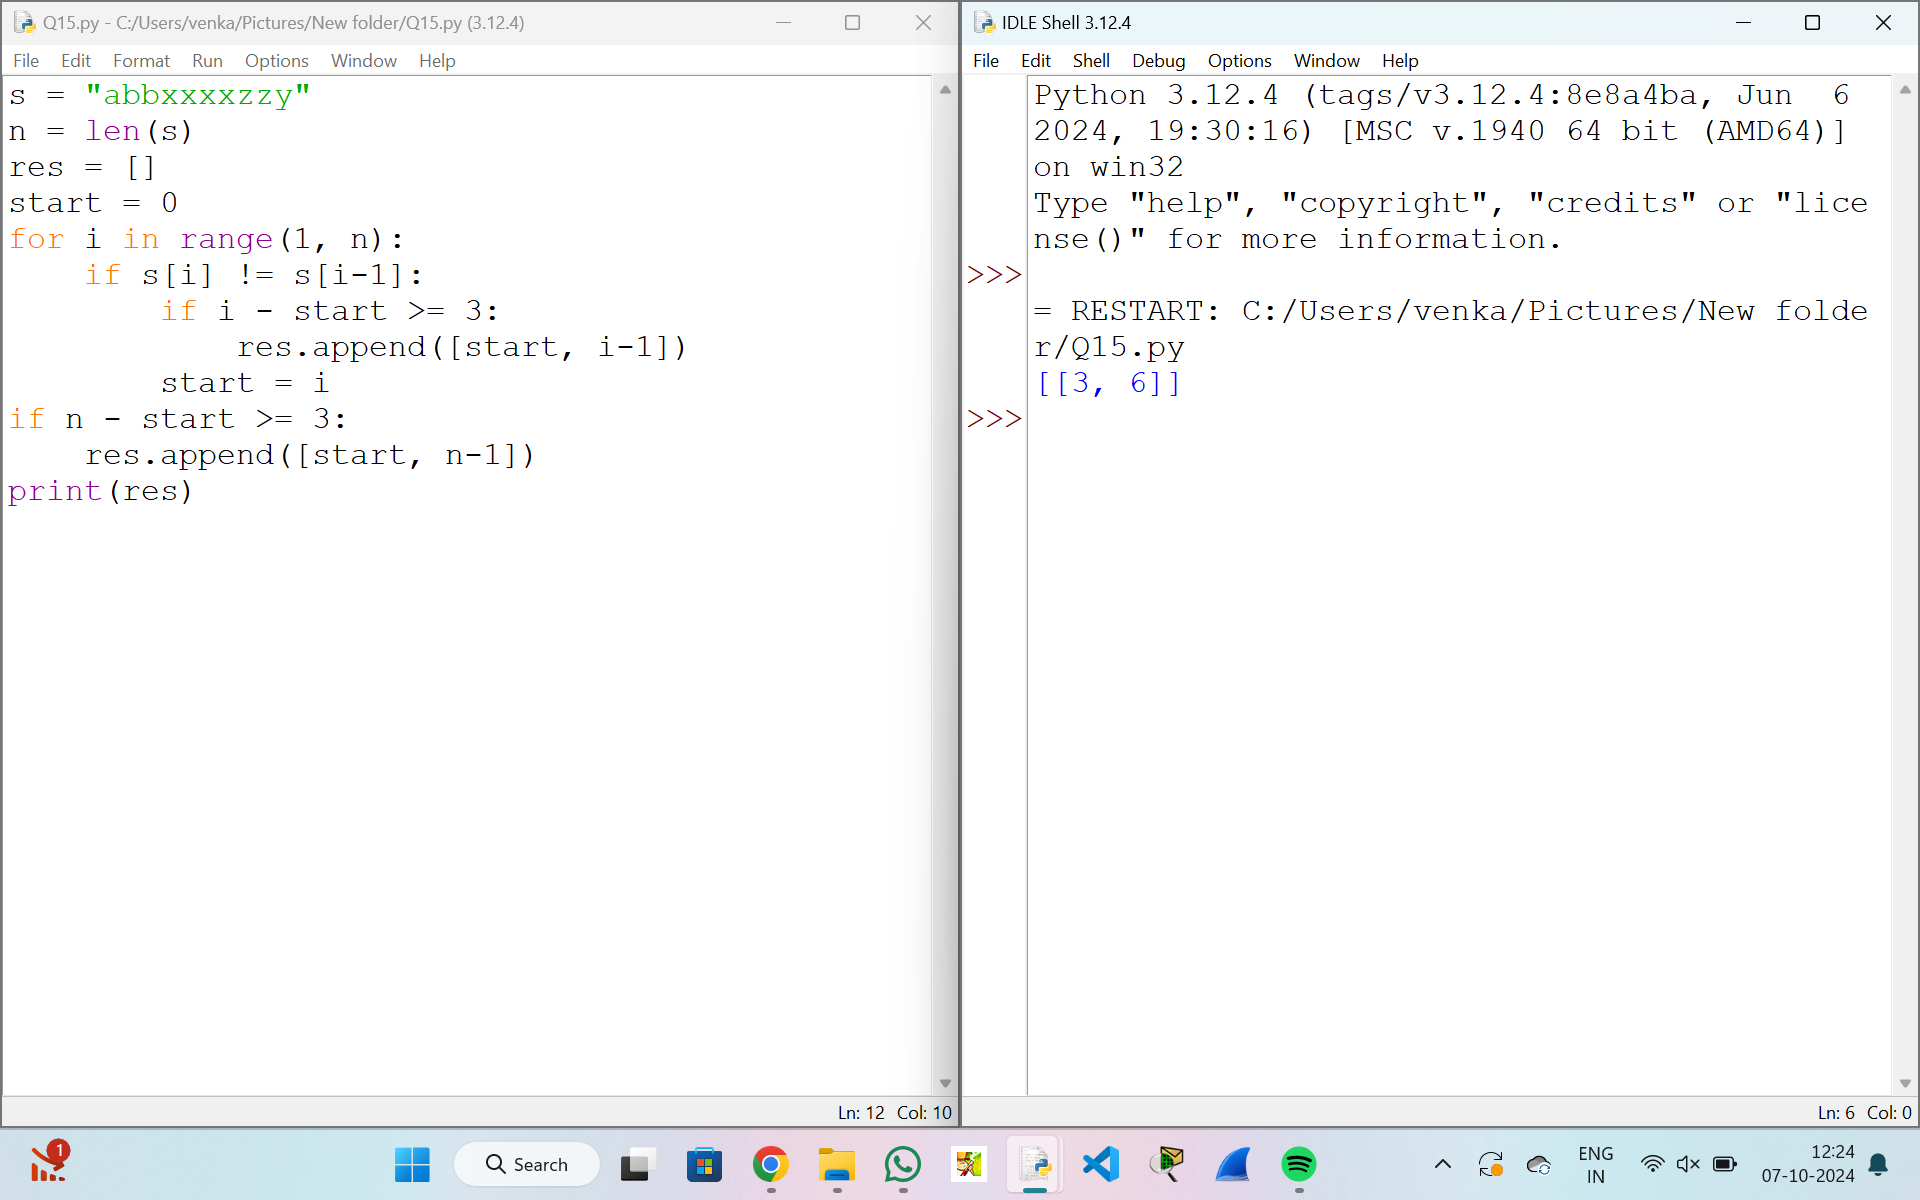 Q15.py - C:/Users/venka/Pictures/New folder/Q15.py (3.12.4)
File Edit Format Run Options Window Help
s = "abbxxxxzzy"
n = len(s)
res = []
start = 0
for i in range(1, n):
    if s[i] != s[i-1]:
        if i - start >= 3:
            res.append([start, i-1])
        start = i
if n - start >= 3:
    res.append([start, n-1])
print(res)
Ln: 12 Col: 10
IDLE Shell 3.12.4
File Edit Shell Debug Options Window Help
Python 3.12.4 (tags/v3.12.4:8e8a4ba, Jun  6
2024, 19:30:16) [MSC v.1940 64 bit (AMD64)]
on win32
Type "help", "copyright", "credits" or "lice
nse()" for more information.
>>>
= RESTART: C:/Users/venka/Pictures/New folde
r/Q15.py
[[3, 6]]
>>>
Ln: 6 Col: 0
1
Search
ENG
IN
12:24
07-10-2024